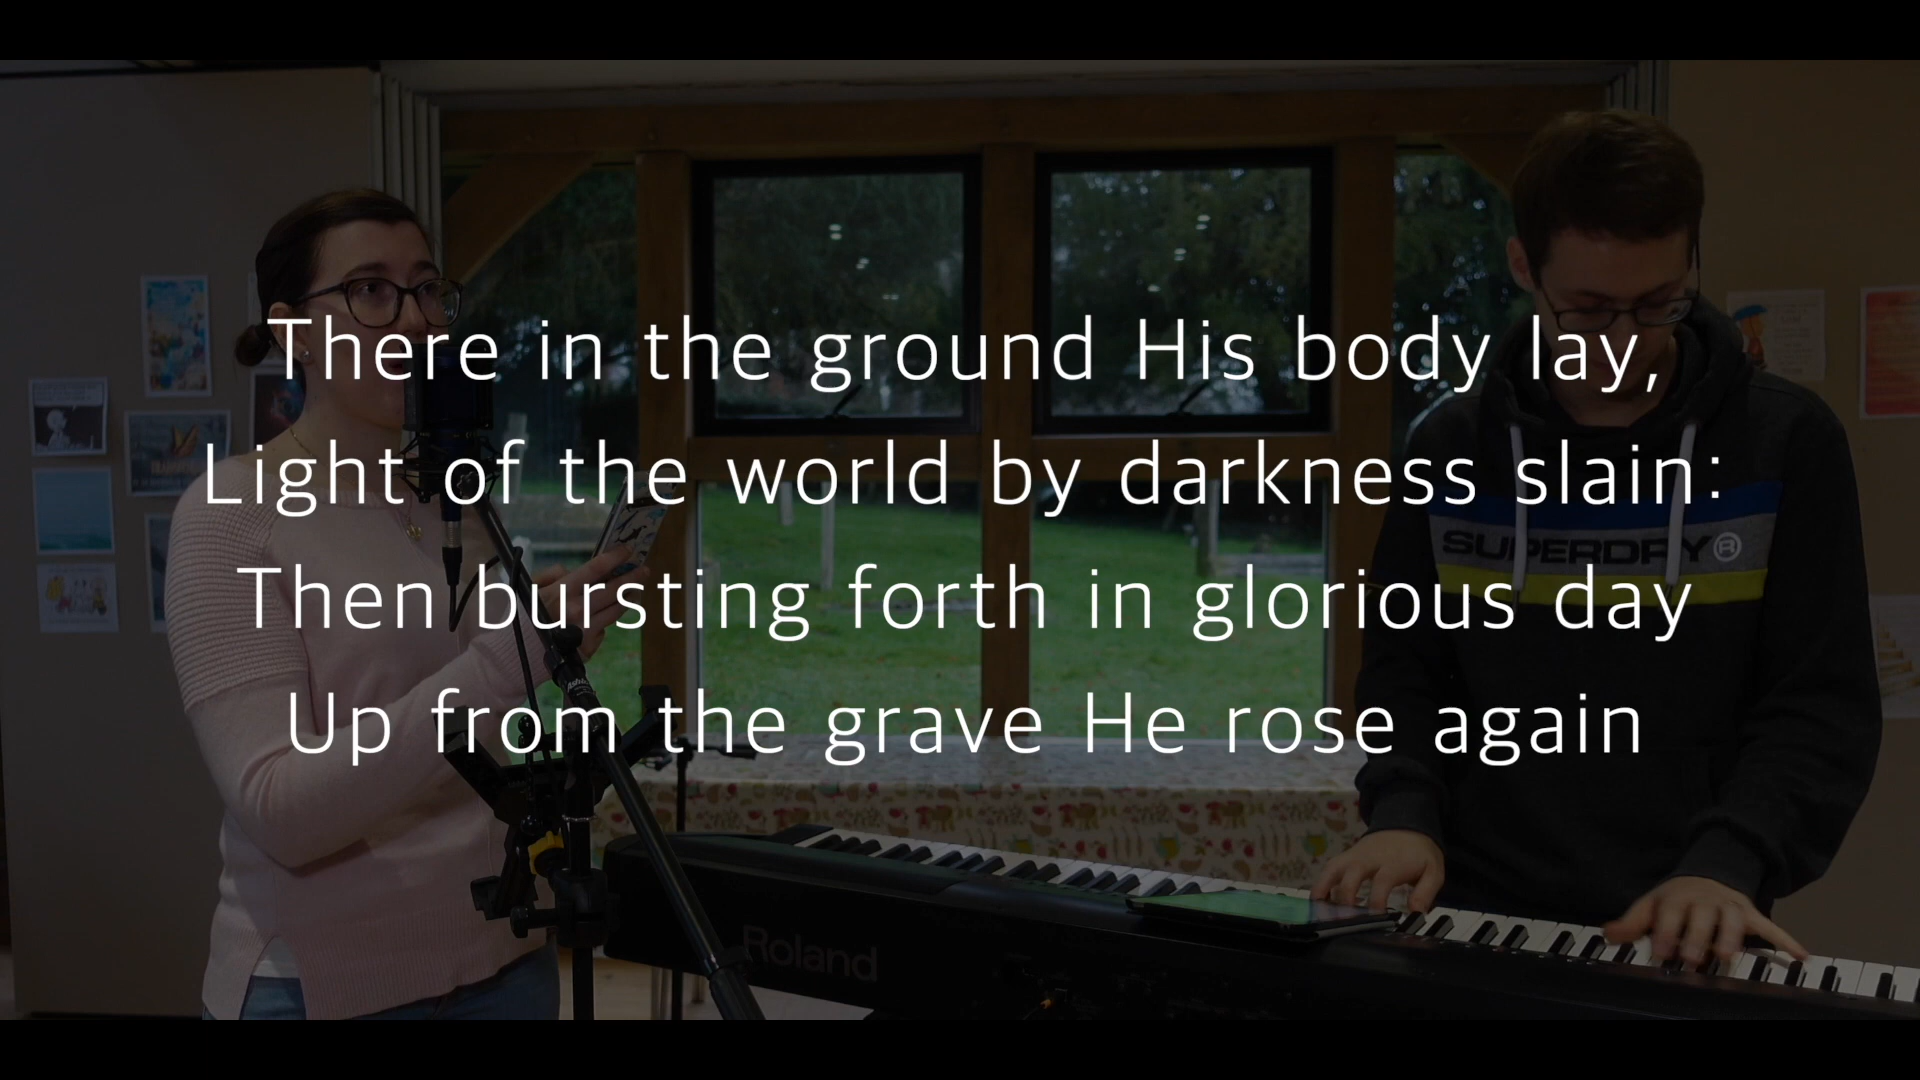 There in the ground His body lay,
Light of the world by darkness slain:
Then bursting forth in glorious day
Up from the grave He rose again
SUPERDRY®
Roland